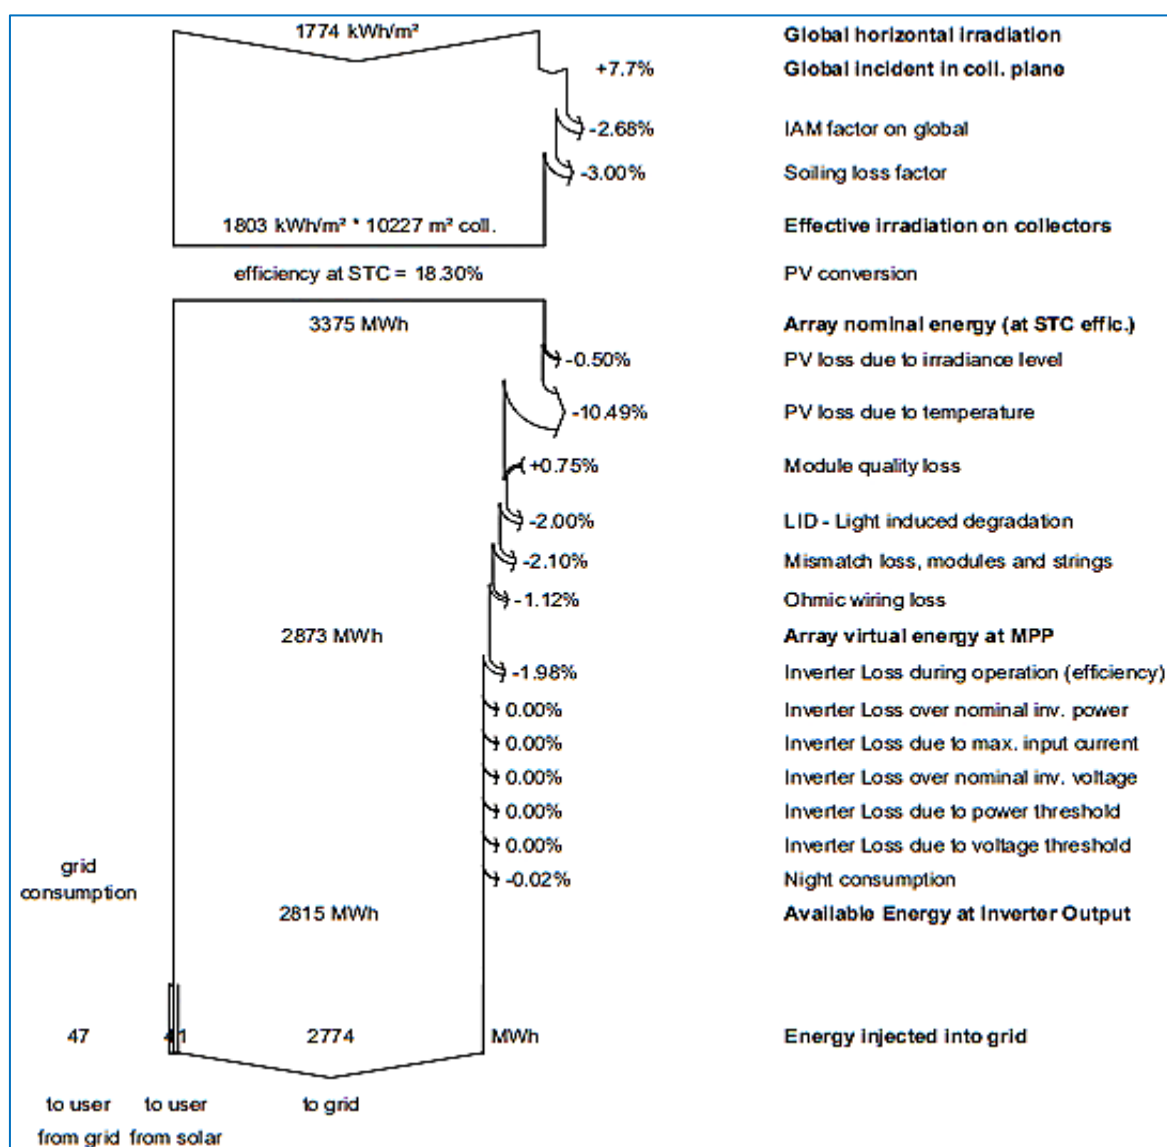 1774 kWh/m² Global horizontal irradiation
+7.7% Global incident in coll. plane
-2.68% IAM factor on global
-3.00% Soiling loss factor
1803 kWh/m² * 10227 m² coll. Effective irradiation on collectors
efficiency at STC = 18.30% PV conversion
3375 MWh Array nominal energy (at STC effic.)
-0.50% PV loss due to irradiance level
-10.49% PV loss due to temperature
+0.75% Module quality loss
-2.00% LID - Light induced degradation
-2.10% Mismatch loss, modules and strings
-1.12% Ohmic wiring loss
2873 MWh Array virtual energy at MPP
-1.98% Inverter Loss during operation (efficiency)
0.00% Inverter Loss over nominal inv. power
0.00% Inverter Loss due to max. input current
0.00% Inverter Loss over nominal inv. voltage
0.00% Inverter Loss due to power threshold
0.00% Inverter Loss due to voltage threshold
grid
consumption
-0.02% Night consumption
2815 MWh Available Energy at Inverter Output
47 41 2774 MWh Energy injected into grid
to user to user to grid
from grid from solar